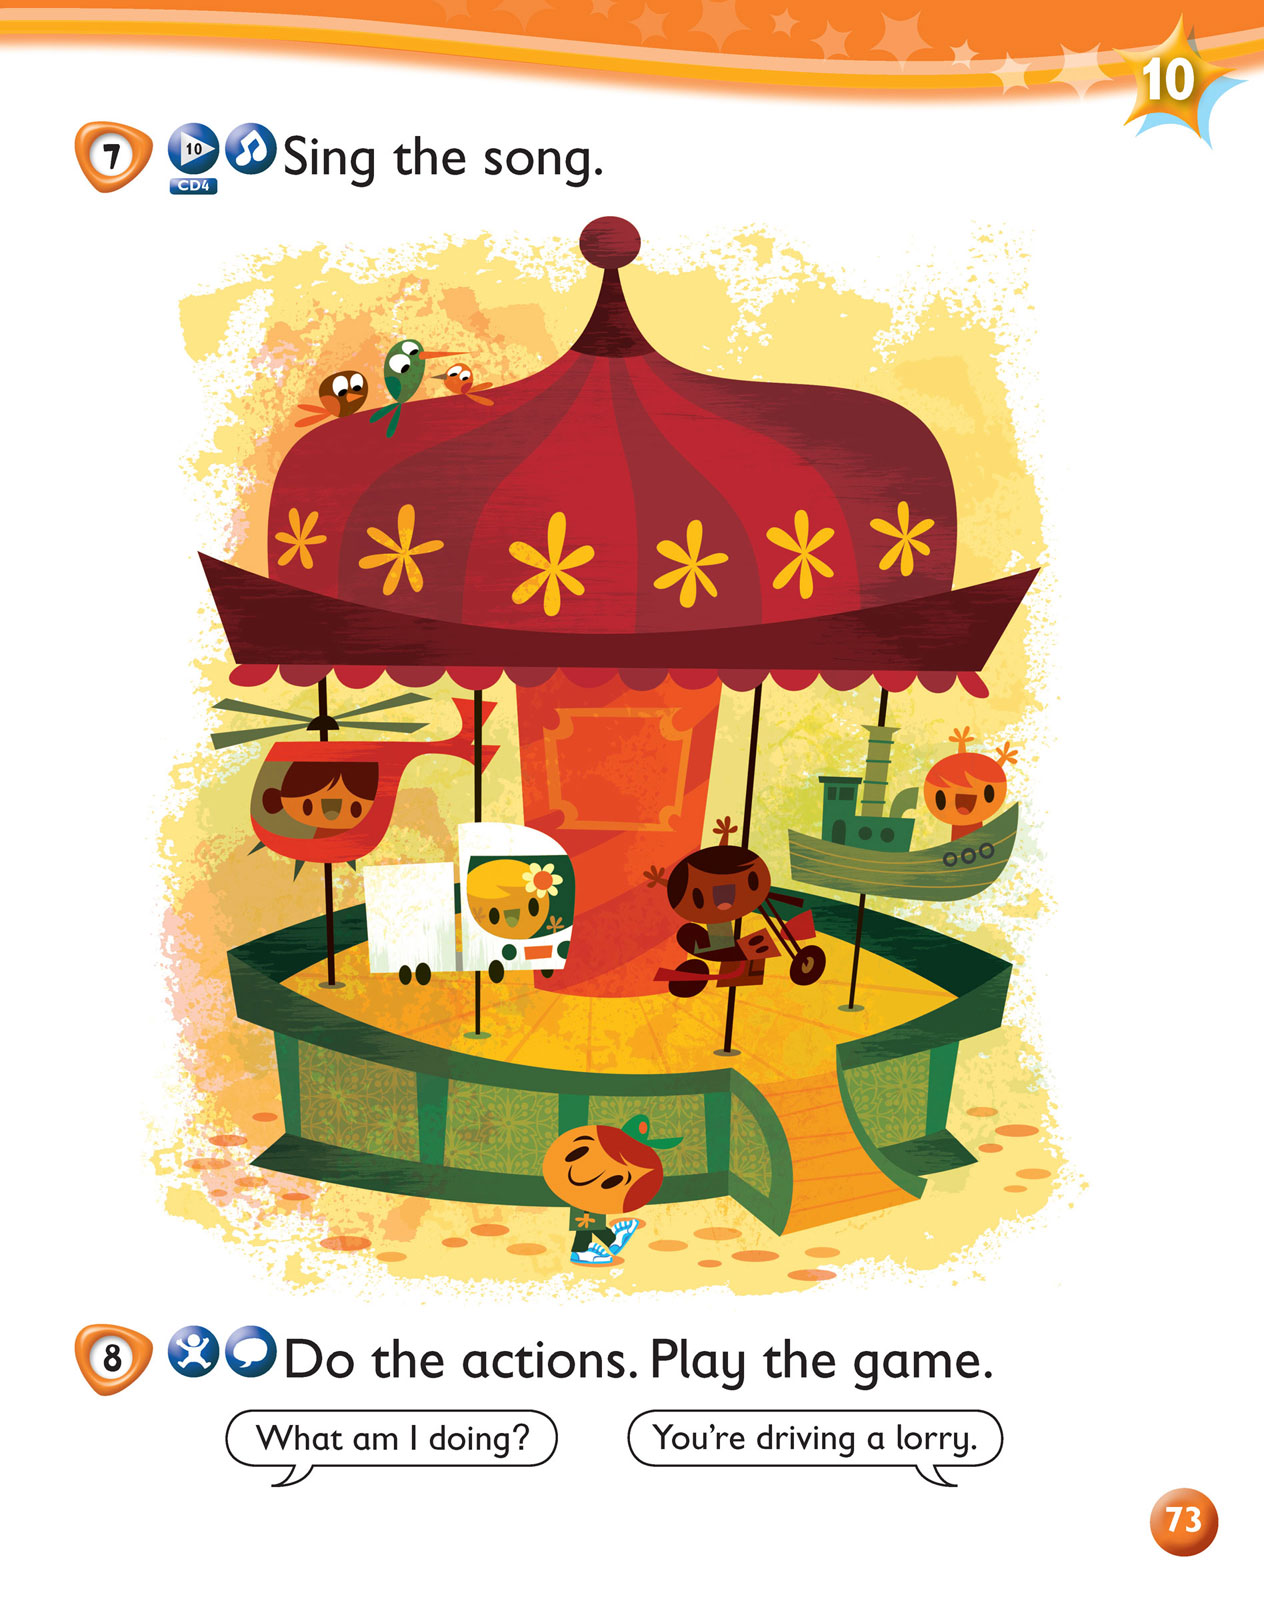 10
7 10 CD4 Sing the song.
8 Do the actions. Play the game.
What am I doing? You're driving a lorry.
73